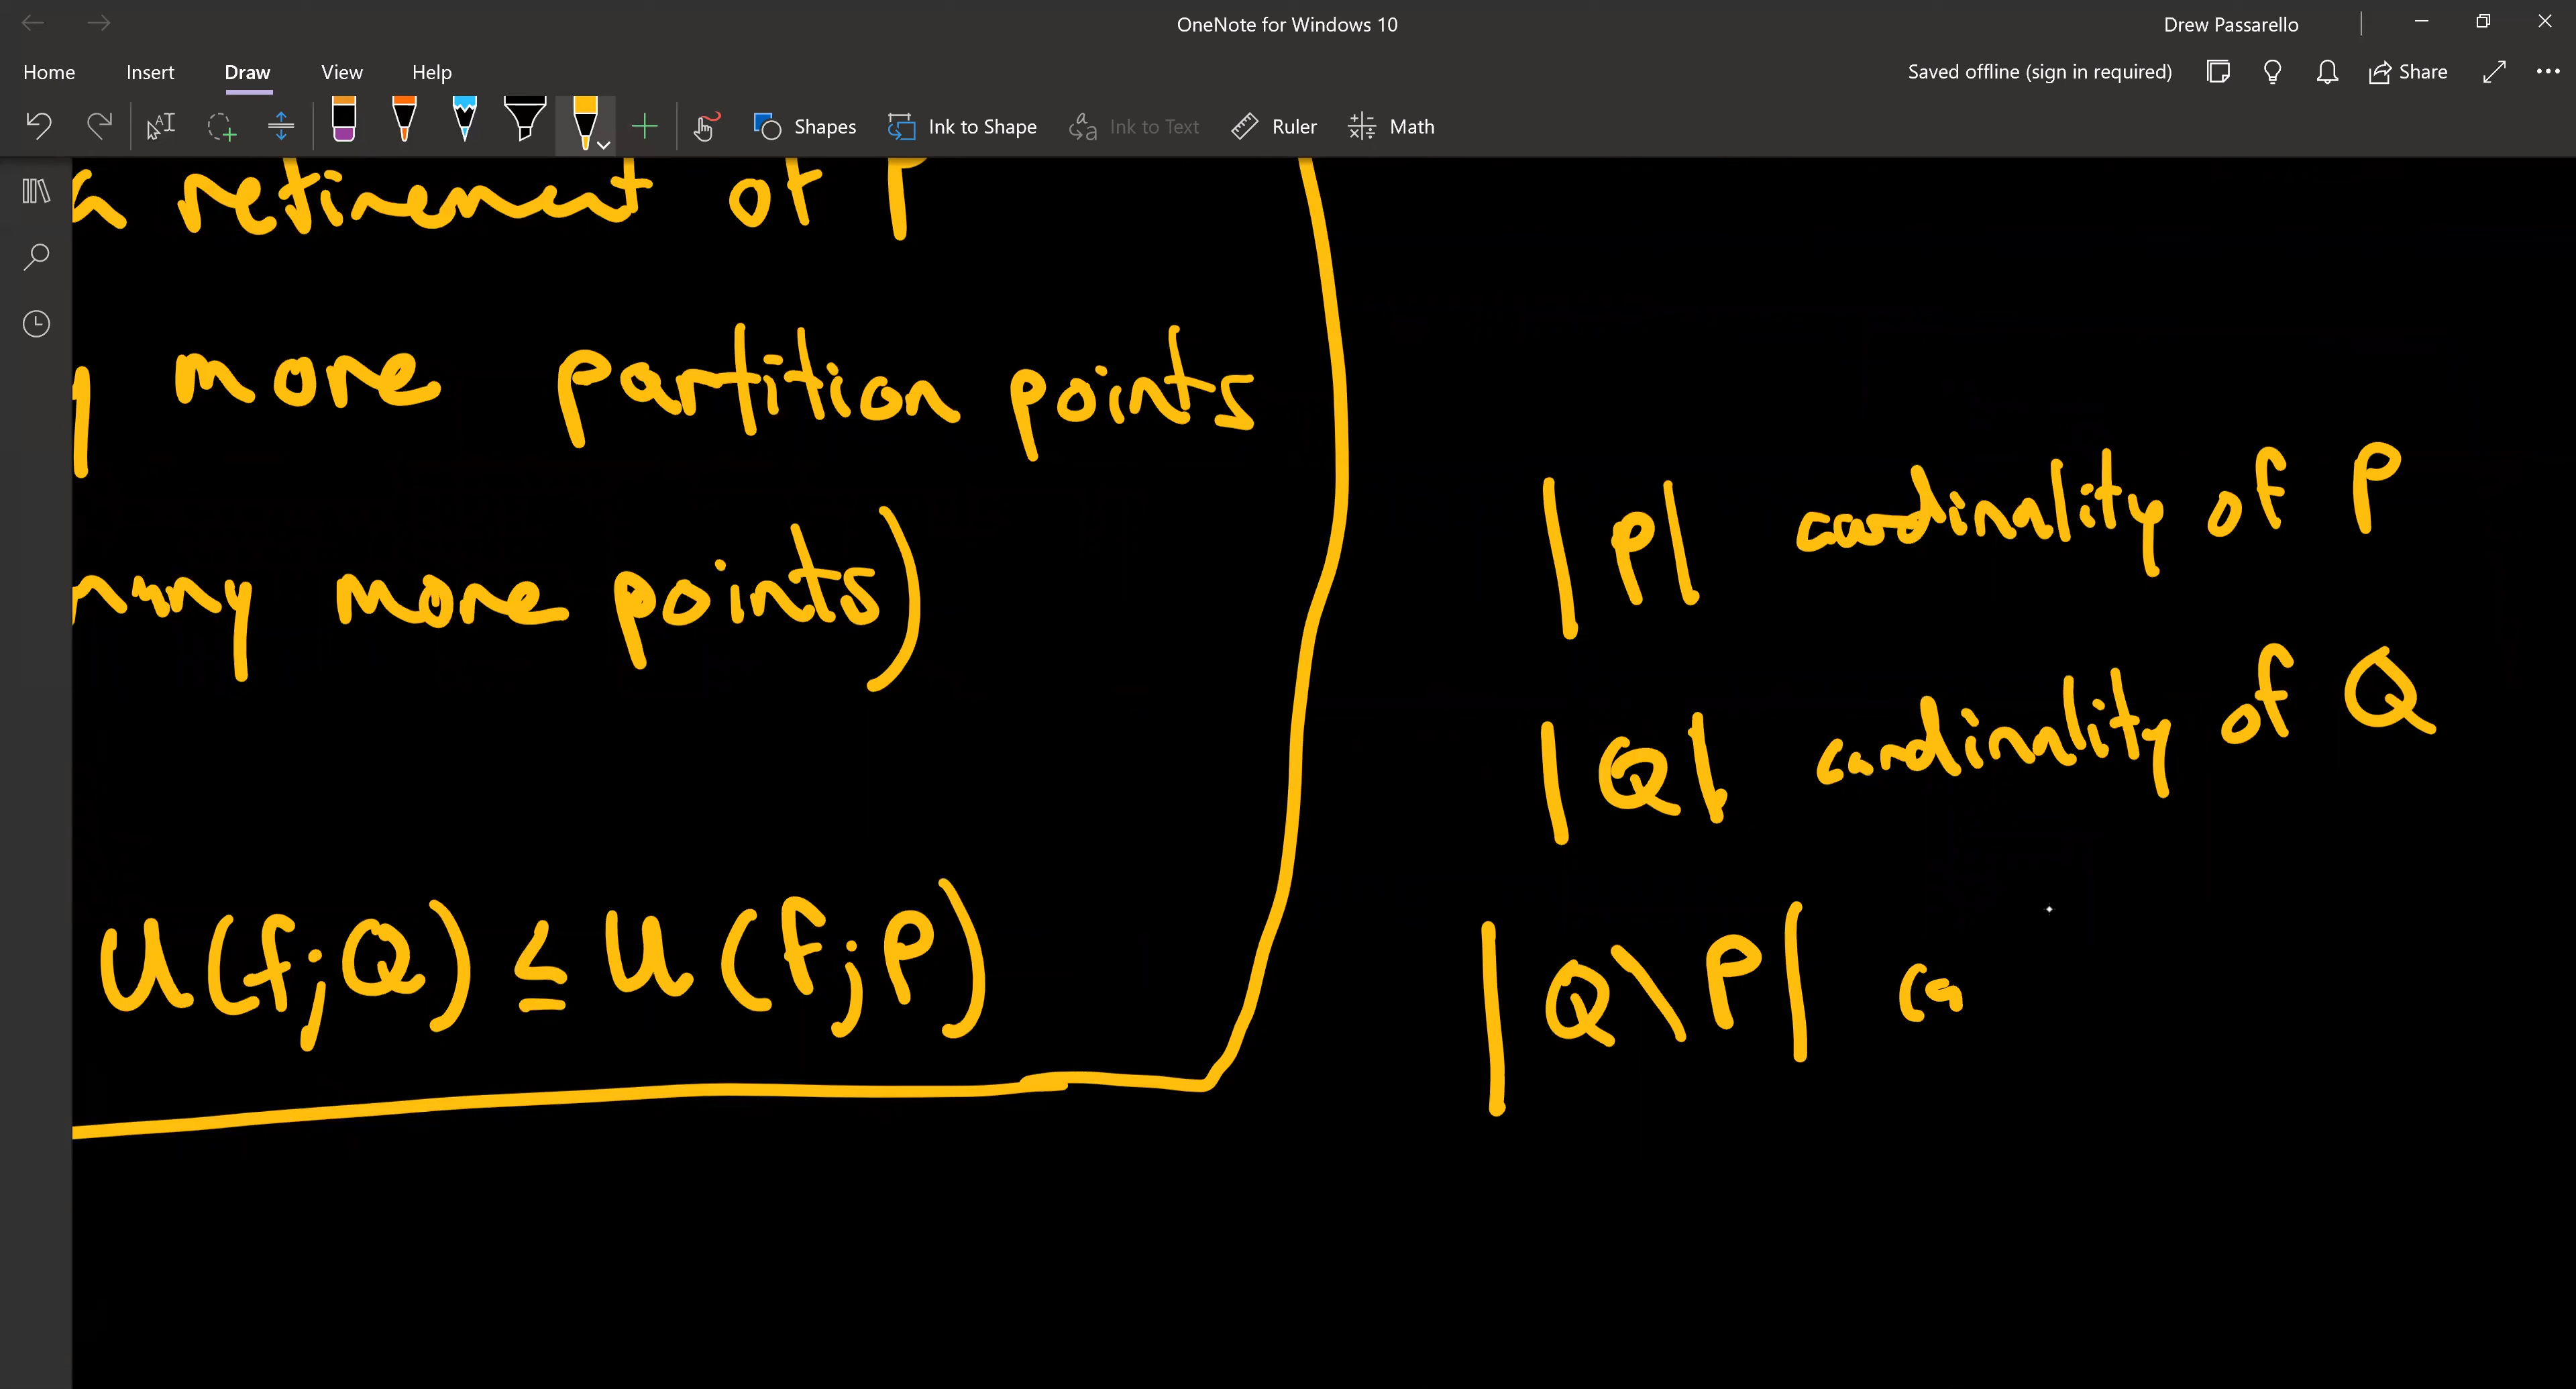 OneNote for Windows 10
Drew Passarello
Home Insert Draw View Help
Saved offline (sign in required)
Share
Shapes
Ink to Shape
Ink to Text
Ruler
Math
a refinement of P
more partition points
more points)
U(f;Q) ≤ U(f;P)
|P| cardinality of P
|Q| cardinality of Q
|Q\P| ca